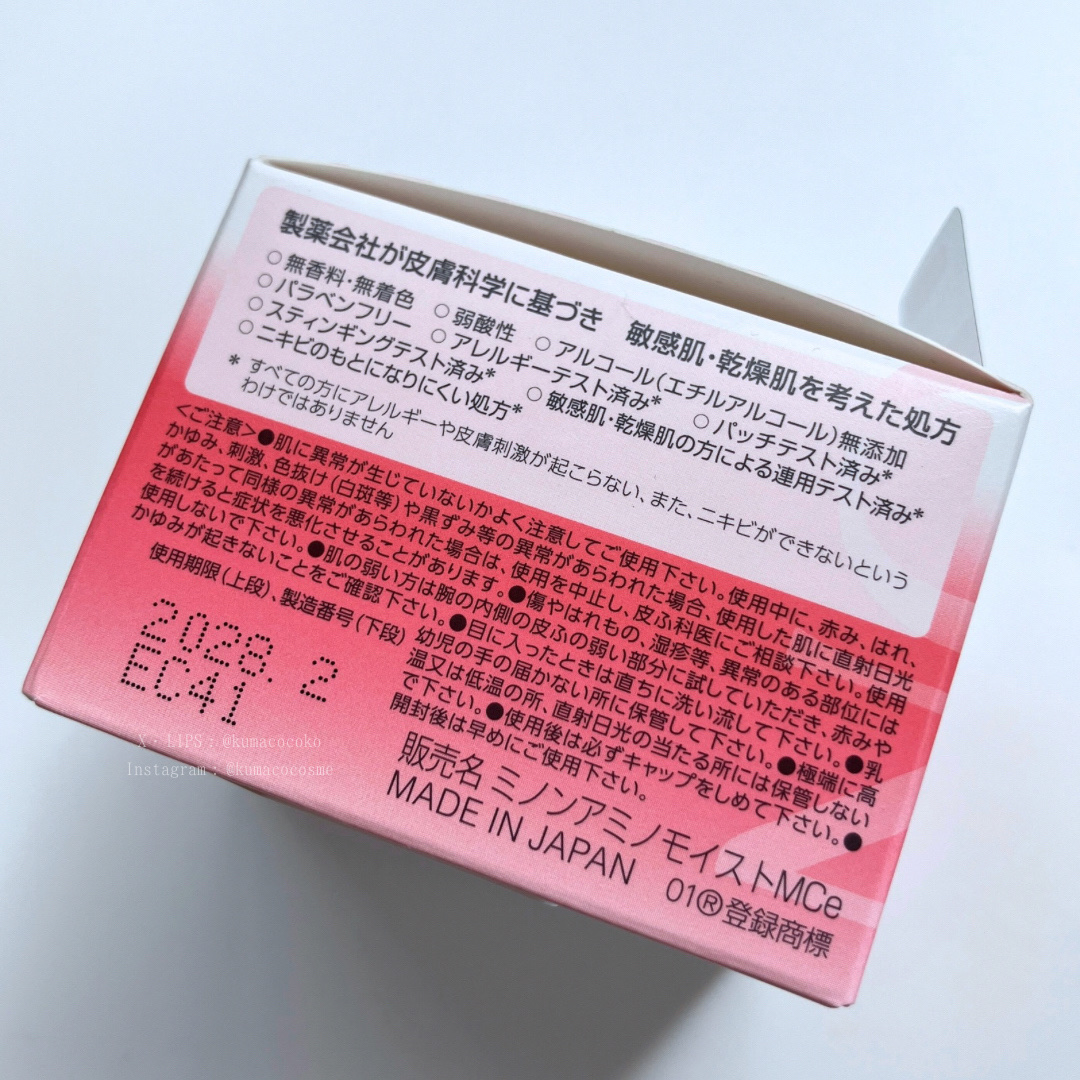 製薬会社が皮膚科学に基づき 敏感肌・乾燥肌を考えた処方
○無香料・無着色 ○弱酸性 ○アルコール(エチルアルコール)無添加
○パラベンフリー ○アレルギーテスト済み* ○パッチテスト済み*
○スティンギングテスト済み* ○敏感肌・乾燥肌の方による連用テスト済み*
○ニキビのもとになりにくい処方*
* すべての方にアレルギーや皮膚刺激が起こらない、また、ニキビができないという
わけではありません
<ご注意>●肌に異常が生じていないかよく注意してご使用下さい。使用中に、赤み、はれ、
かゆみ、刺激、色抜け(白斑等)や黒ずみ等の異常があらわれた場合、使用した肌に直射日光
があたって同様の異常があらわれた場合は、使用を中止し、皮ふ科医にご相談下さい。使用
を続けると症状を悪化させることがあります。●傷やはれもの、湿疹等、異常のある部位には
使用しないで下さい。●肌の弱い方は腕の内側の皮ふの弱い部分に試していただき、赤みや
かゆみが起きないことをご確認下さい。●目に入ったときは直ちに洗い流して下さい。●乳
幼児の手の届かない所に保管して下さい。●極端に高
温又は低温の所、直射日光の当たる所には保管しない
で下さい。●使用後は必ずキャップをしめて下さい。●
開封後は早めにご使用下さい。
使用期限(上段)、製造番号(下段)
2028. 2
EC41
販売名 ミノンアミノモイストMCe
MADE IN JAPAN 01®登録商標
X・LIPS：@kumacocoko
Instagram：@kumacocosme